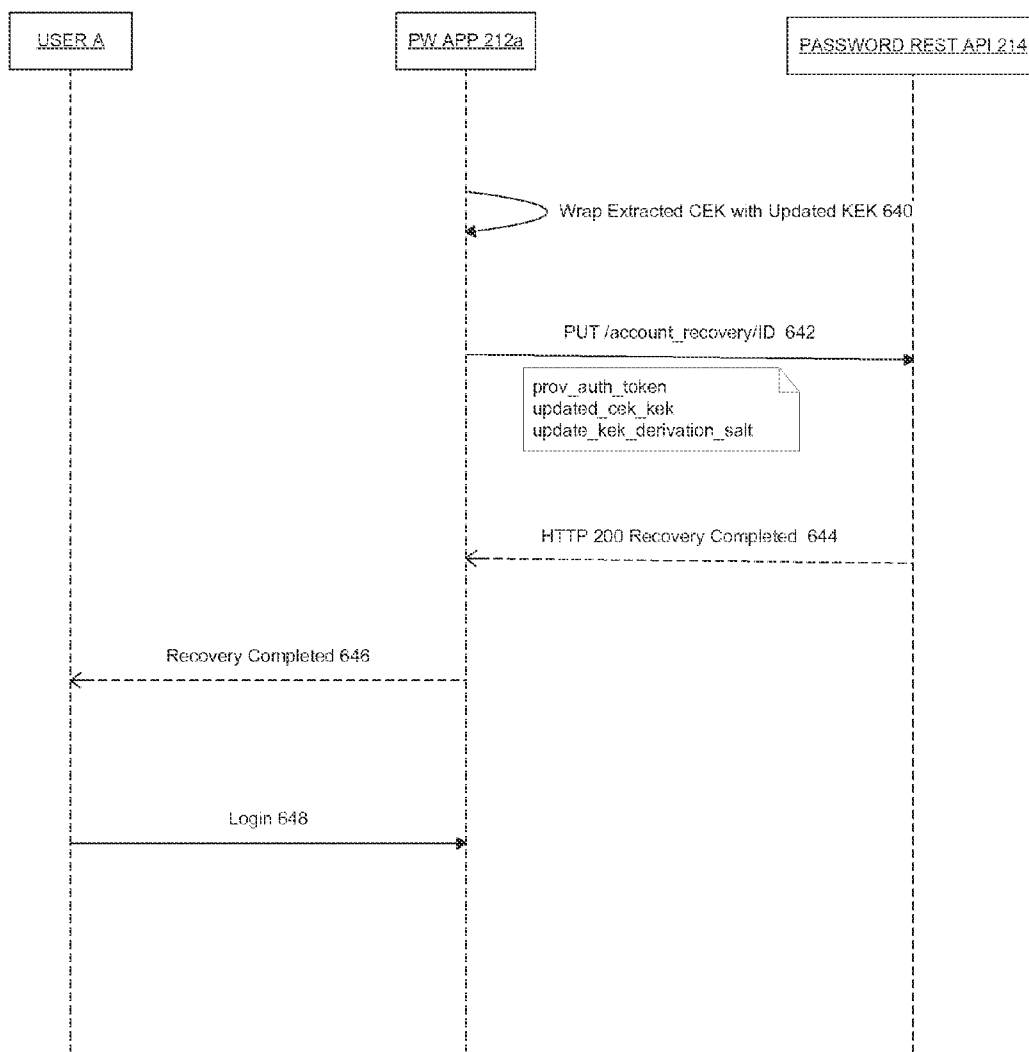 USER A
PW APP 212a
PASSWORD REST API 214
Wrap Extracted CEK with Updated KEK 640
PUT /account_recovery/ID 642
prov_auth_token
updated_cek_kek
update_kek_derivation_salt
HTTP 200 Recovery Completed 644
Recovery Completed 646
Login 648